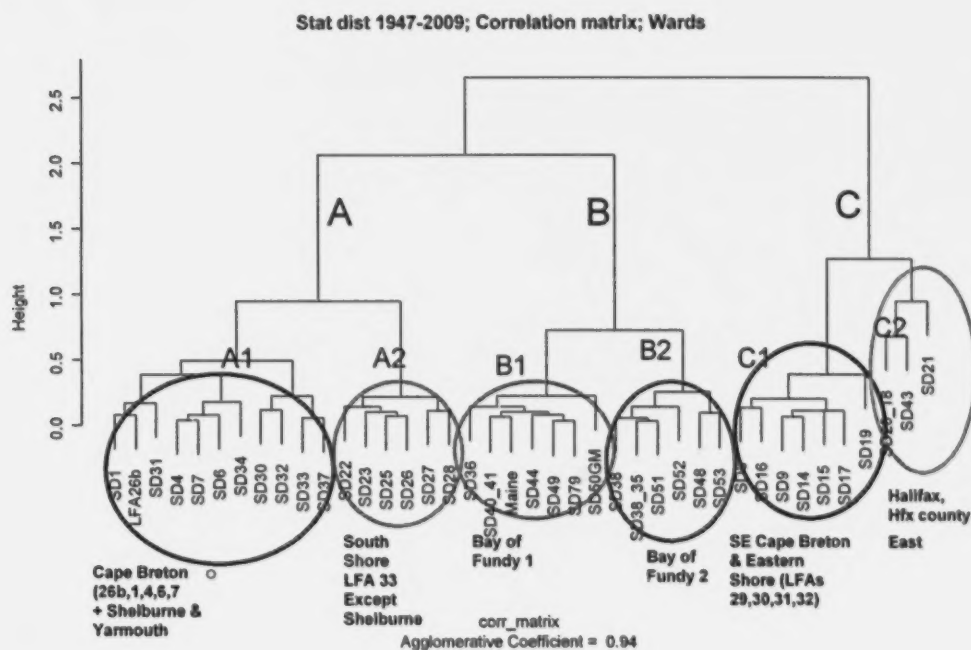 Stat dist 1947-2009; Correlation matrix; Wards
Height
0.0 0.5 1.0 1.5 2.0 2.5
A
B
C
A1
A2
B1
B2
C1
C2
SD1
LFA26b
SD31
SD4
SD7
SD6
SD34
SD30
SD32
SD33
SD37
SD22
SD23
SD25
SD26
SD27
SD28
SD36
SD40_41
Maine
SD44
SD49
SD79
SD50GM
SD38
SD38_35
SD51
SD52
SD48
SD53
SD16
SD9
SD14
SD15
SD17
SD19
SD43
SD21
Cape Breton
(26b,1,4,6,7
+ Shelburne &
Yarmouth
South
Shore
LFA 33
Except
Shelburne
Bay of
Fundy 1
Bay of
Fundy 2
SE Cape Breton
& Eastern
Shore (LFAs
29,30,31,32)
Halifax,
Hfx county
East
corr_matrix
Agglomerative Coefficient = 0.94